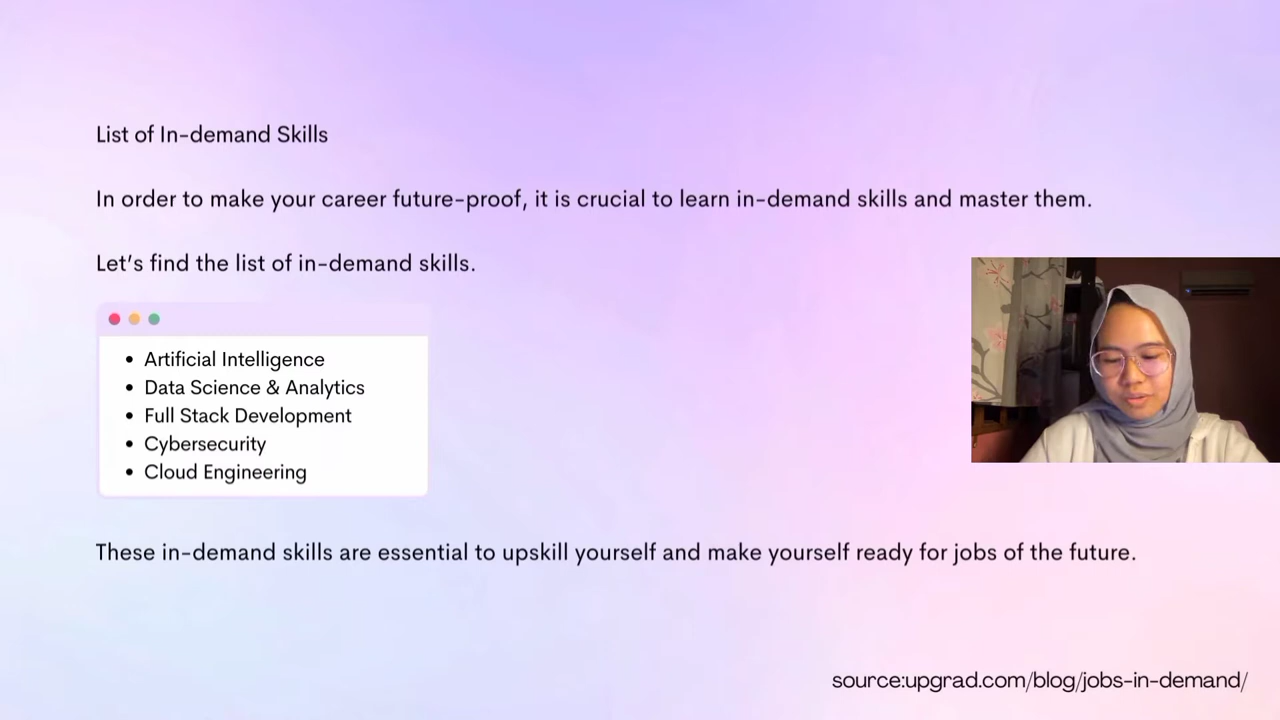 List of In-demand Skills
In order to make your career future-proof, it is crucial to learn in-demand skills and master them.
Let's find the list of in-demand skills.
• Artificial Intelligence
• Data Science & Analytics
• Full Stack Development
• Cybersecurity
• Cloud Engineering
These in-demand skills are essential to upskill yourself and make yourself ready for jobs of the future.
source:upgrad.com/blog/jobs-in-demand/